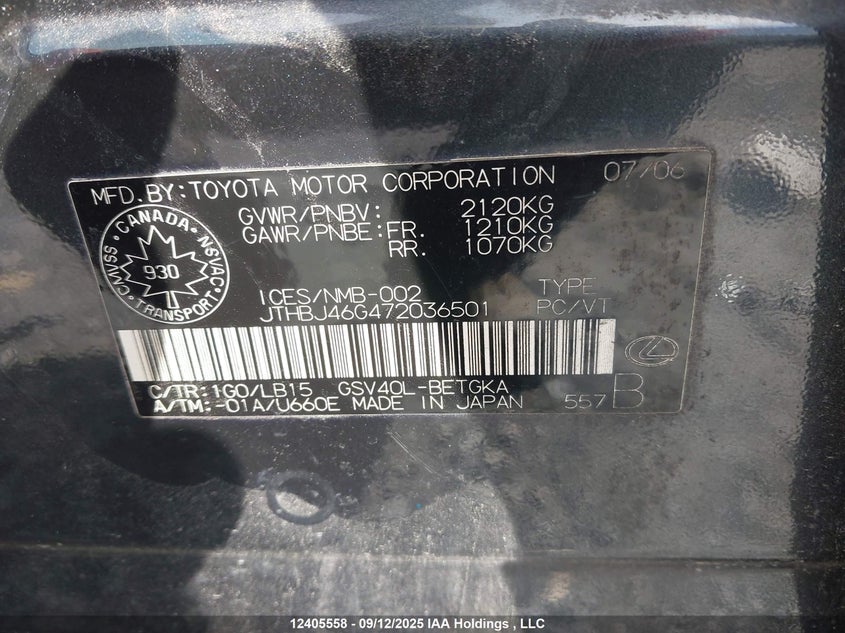 MFD.BY:TOYOTA MOTOR CORPORATION 07/06
GVWR/PNBV: 2120KG
GAWR/PNBE:FR. 1210KG
RR. 1070KG
CANADA
CMVSS NSVAC
930
TRANSPORT
ICES/NMB-002 TYPE
JTHBJ46G472036501 PC/VT
C/TR:1G0/LB15 GSV40L-BETGKA
A/TM:-01A/U660E MADE IN JAPAN 557 B
12405558 - 09/12/2025 IAA Holdings , LLC